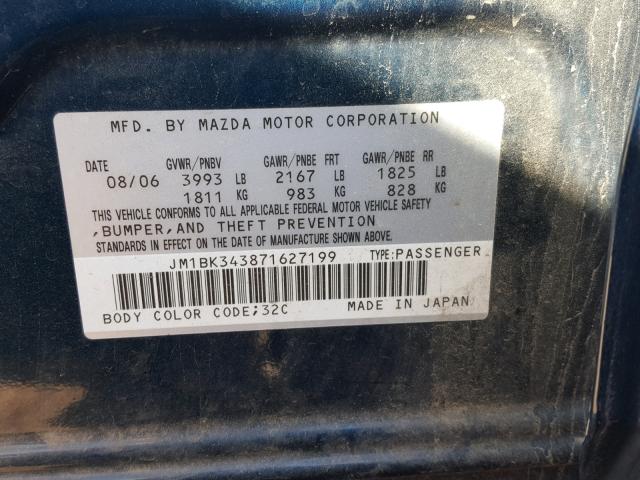 MFD. BY MAZDA MOTOR CORPORATION
DATE GVWR/PNBV GAWR/PNBE FRT GAWR/PNBE RR
08/06 3993 LB 2167 LB 1825 LB
1811 KG 983 KG 828 KG
THIS VEHICLE CONFORMS TO ALL APPLICABLE FEDERAL MOTOR VEHICLE SAFETY
,BUMPER,AND THEFT PREVENTION
STANDARDS IN EFFECT ON THE DATE OF MANUFACTURE SHOWN ABOVE.
JM1BK343871627199 TYPE:PASSENGER
BODY COLOR CODE;32C MADE IN JAPAN